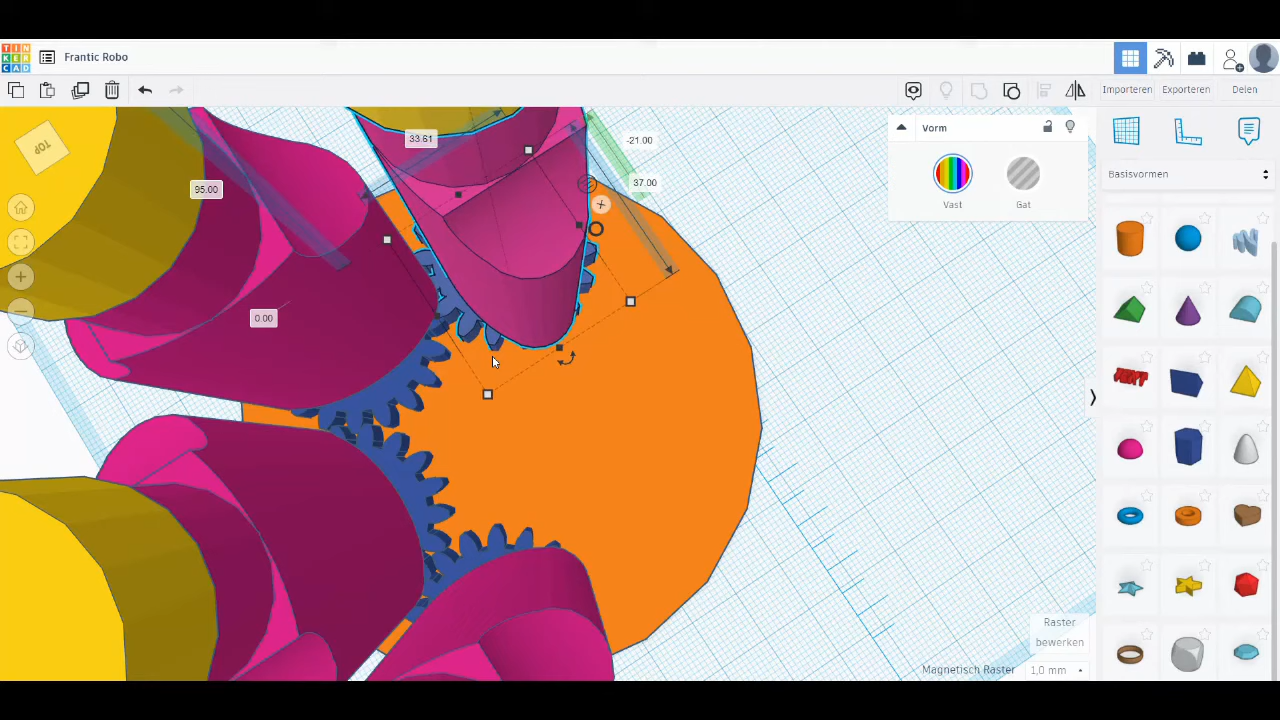 TIN
KER
CAD
Frantic Robo
Importeren
Exporteren
Delen
TOP
33.61
-21.00
37.00
95.00
0.00
Vorm
Vast
Gat
Basisvormen
Raster
bewerken
Magnetisch Raster
1,0 mm